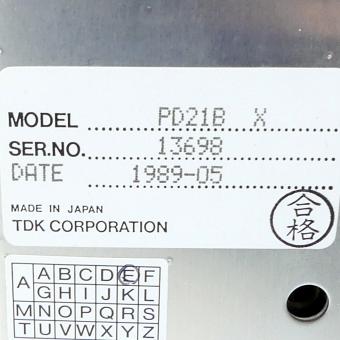 MODEL PD21B X
SER.NO. 13698
DATE 1989-05
MADE IN JAPAN
TDK CORPORATION
合格
A A B C D E F
G H I J K L
M N O P Q R S
T U V W X Y Z